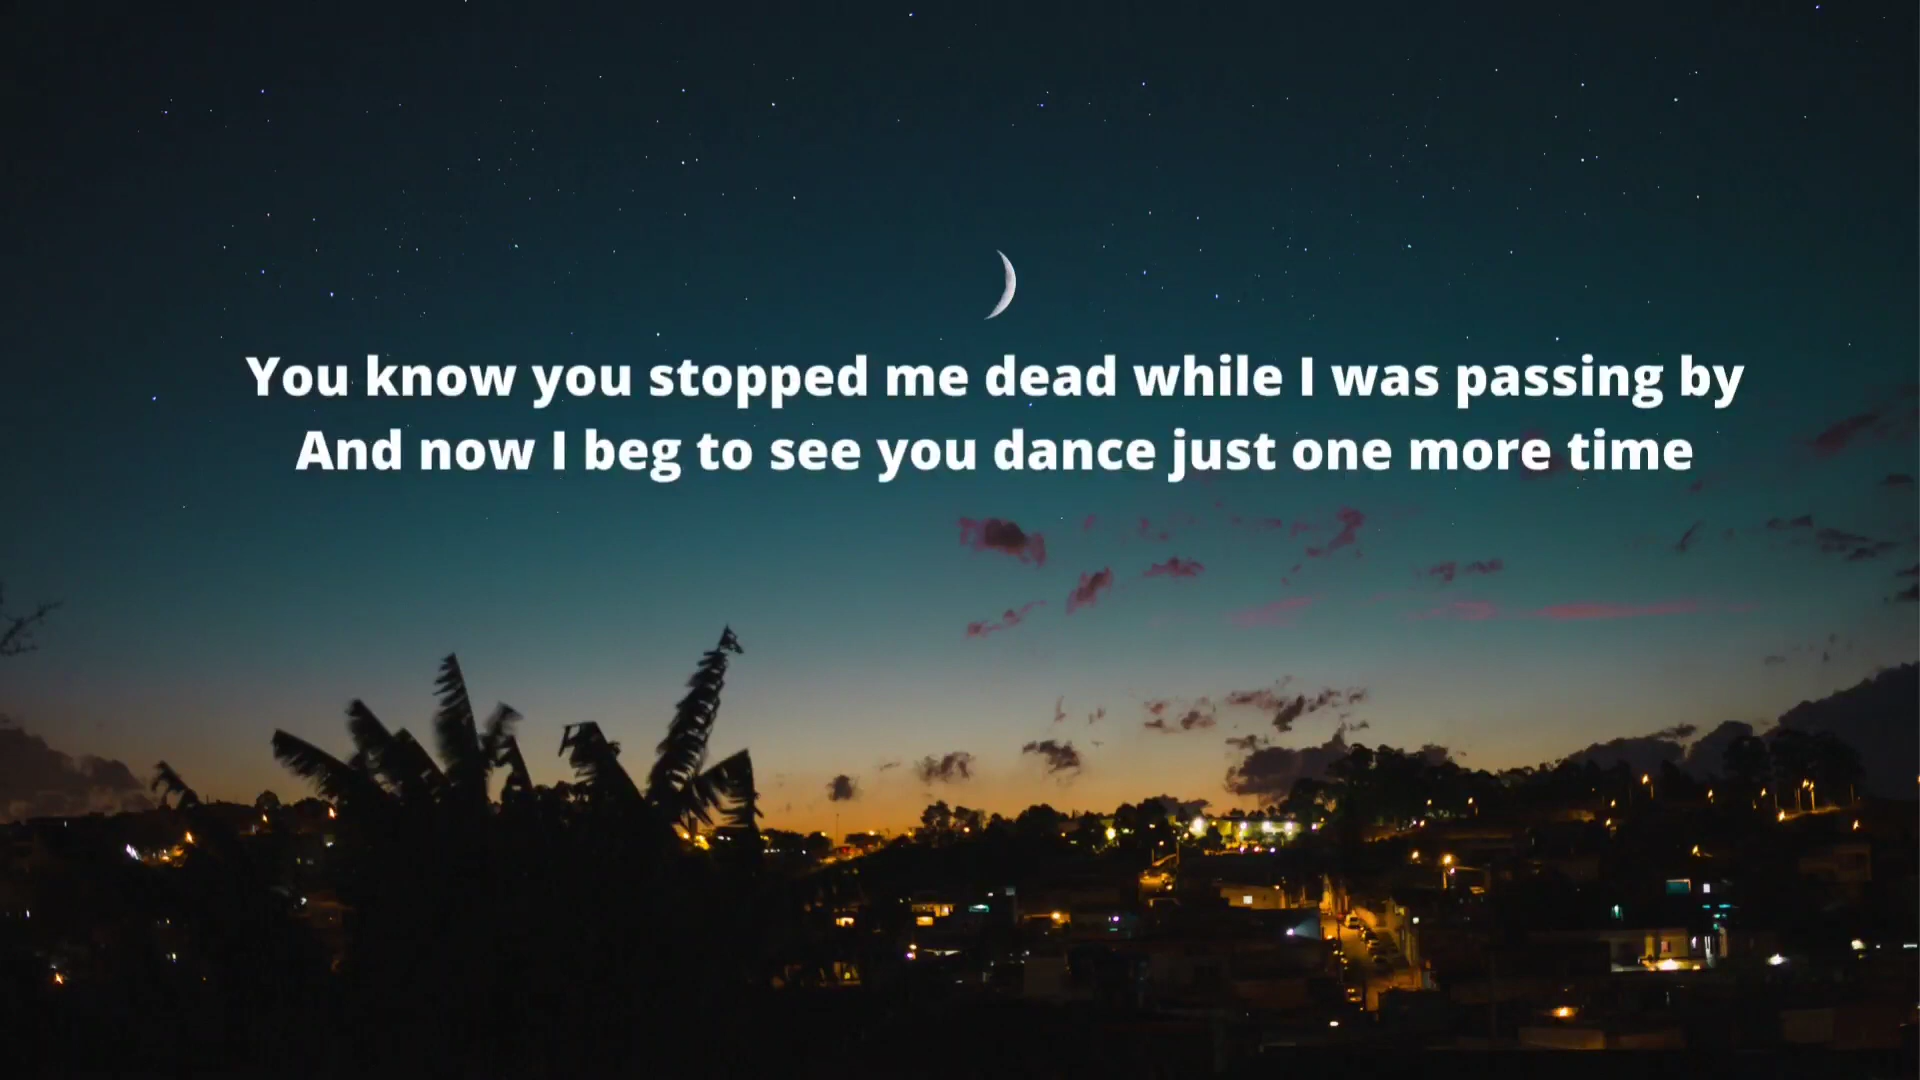 You know you stopped me dead while I was passing by
And now I beg to see you dance just one more time